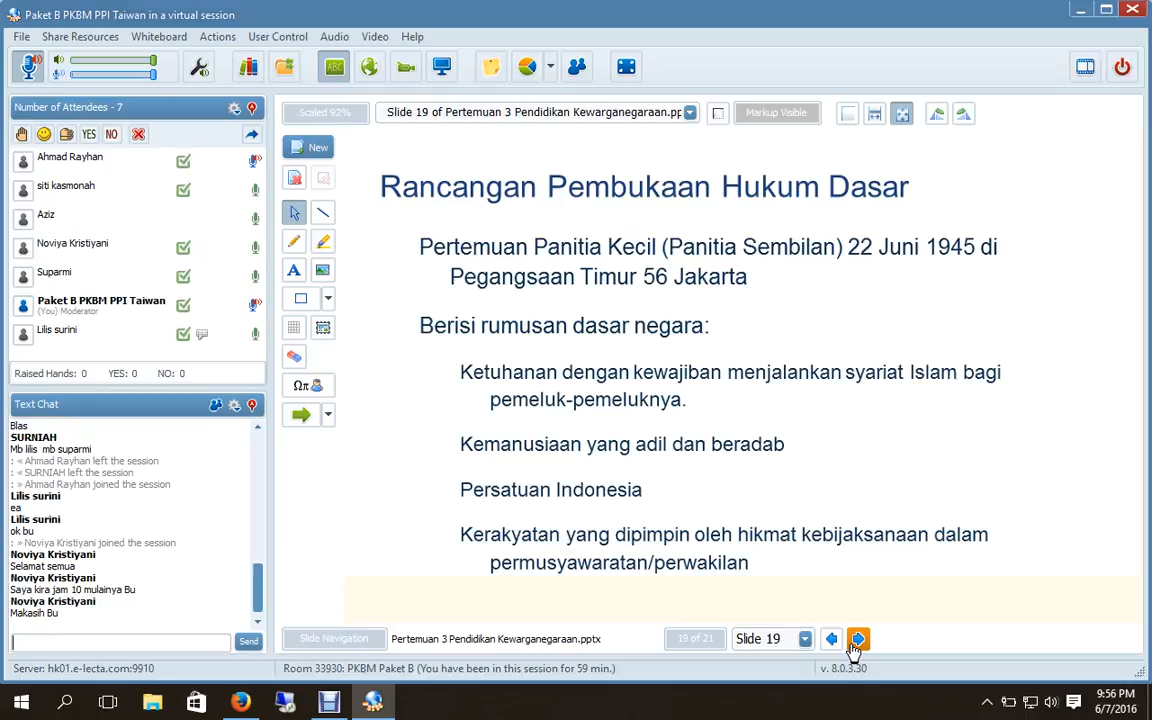 Paket B PKBM PPI Taiwan in a virtual session
File Share Resources Whiteboard Actions User Control Audio Video Help
ABC
Number of Attendees - 7
YES NO
Ahmad Rayhan
siti kasmonah
Aziz
Noviya Kristiyani
Suparmi
Paket B PKBM PPI Taiwan
(You) Moderator
Lilis surini
Raised Hands: 0 YES: 0 NO: 0
Text Chat
Blas
SURNIAH
Mb lilis mb suparmi
: « Ahmad Rayhan left the session
: « SURNIAH left the session
: » Ahmad Rayhan joined the session
Lilis surini
ea
Lilis surini
ok bu
: » Noviya Kristiyani joined the session
Noviya Kristiyani
Selamat semua
Noviya Kristiyani
Saya kira jam 10 mulainya Bu
Noviya Kristiyani
Makasih Bu
Send
Scaled 92%
Slide 19 of Pertemuan 3 Pendidikan Kewarganegaraan.pp
Markup Visible
New
A
Ωπ
Rancangan Pembukaan Hukum Dasar
Pertemuan Panitia Kecil (Panitia Sembilan) 22 Juni 1945 di
Pegangsaan Timur 56 Jakarta
Berisi rumusan dasar negara:
Ketuhanan dengan kewajiban menjalankan syariat Islam bagi
pemeluk-pemeluknya.
Kemanusiaan yang adil dan beradab
Persatuan Indonesia
Kerakyatan yang dipimpin oleh hikmat kebijaksanaan dalam
permusyawaratan/perwakilan
Slide Navigation
Pertemuan 3 Pendidikan Kewarganegaraan.pptx
19 of 21
Slide 19
Server: hk01.e-lecta.com:9910
Room 33930: PKBM Paket B (You have been in this session for 59 min.)
v. 8.0.3.30
9:56 PM
6/7/2016